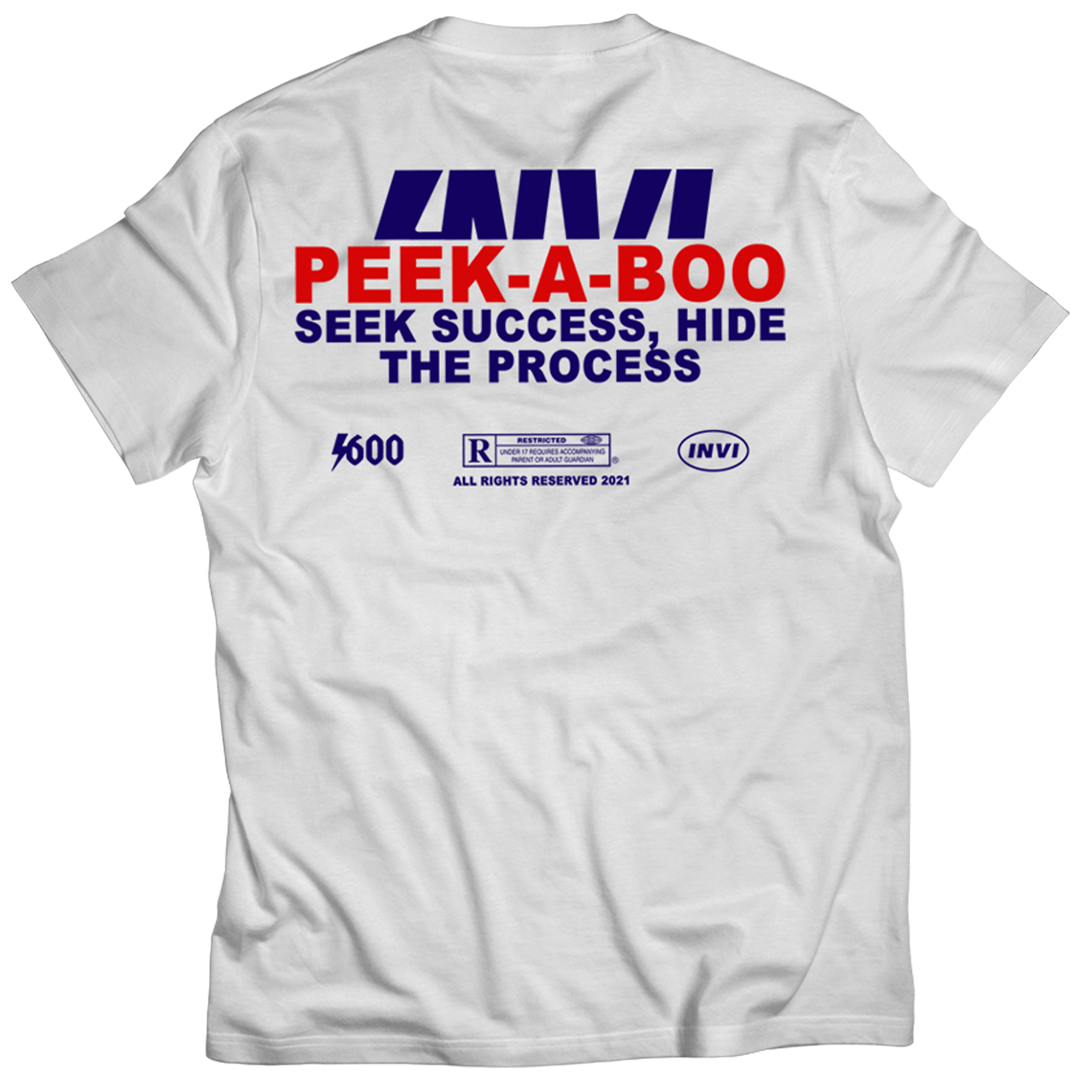 INVI
PEEK-A-BOO
SEEK SUCCESS, HIDE
THE PROCESS
600
R
RESTRICTED
UNDER 17 REQUIRES ACCOMPANYING
PARENT OR ADULT GUARDIAN
®
INVI
ALL RIGHTS RESERVED 2021